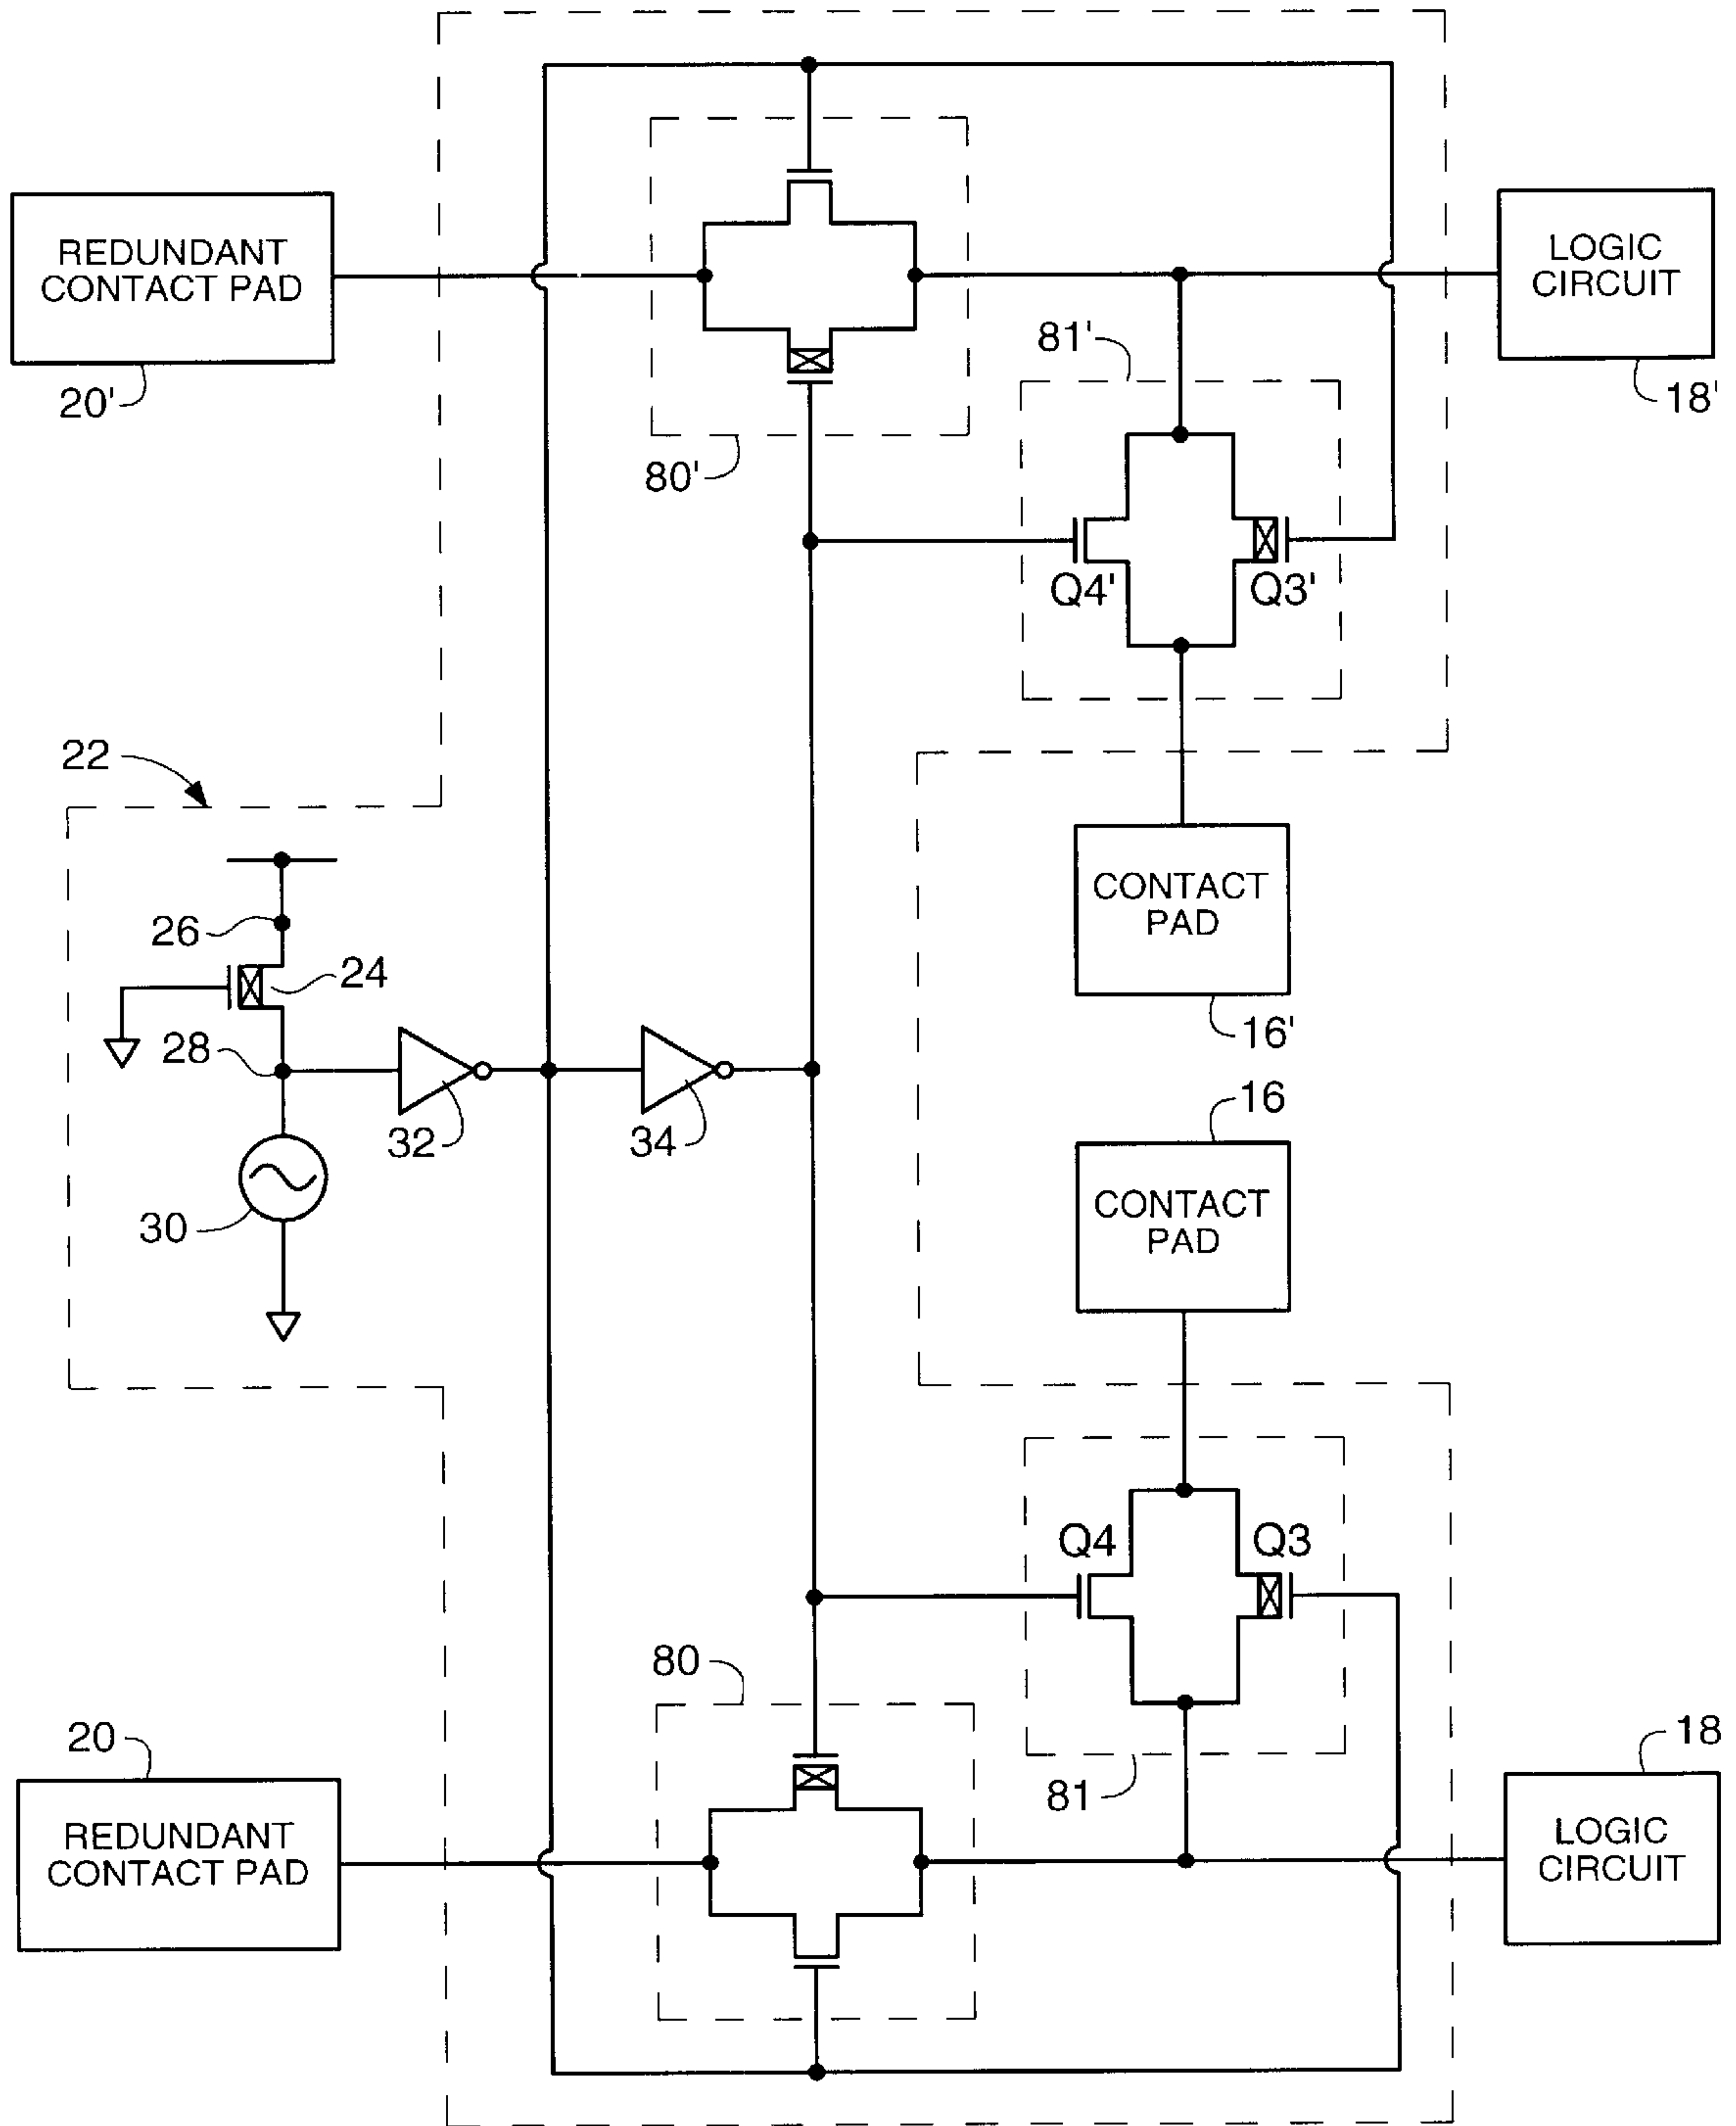 REDUNDANT
CONTACT PAD
20'
80'
81'
Q4'
Q3'
LOGIC
CIRCUIT
18'
22
26
24
28
30
32
34
CONTACT
PAD
16'
16
CONTACT
PAD
Q4
Q3
80
81
20
REDUNDANT
CONTACT PAD
18
LOGIC
CIRCUIT